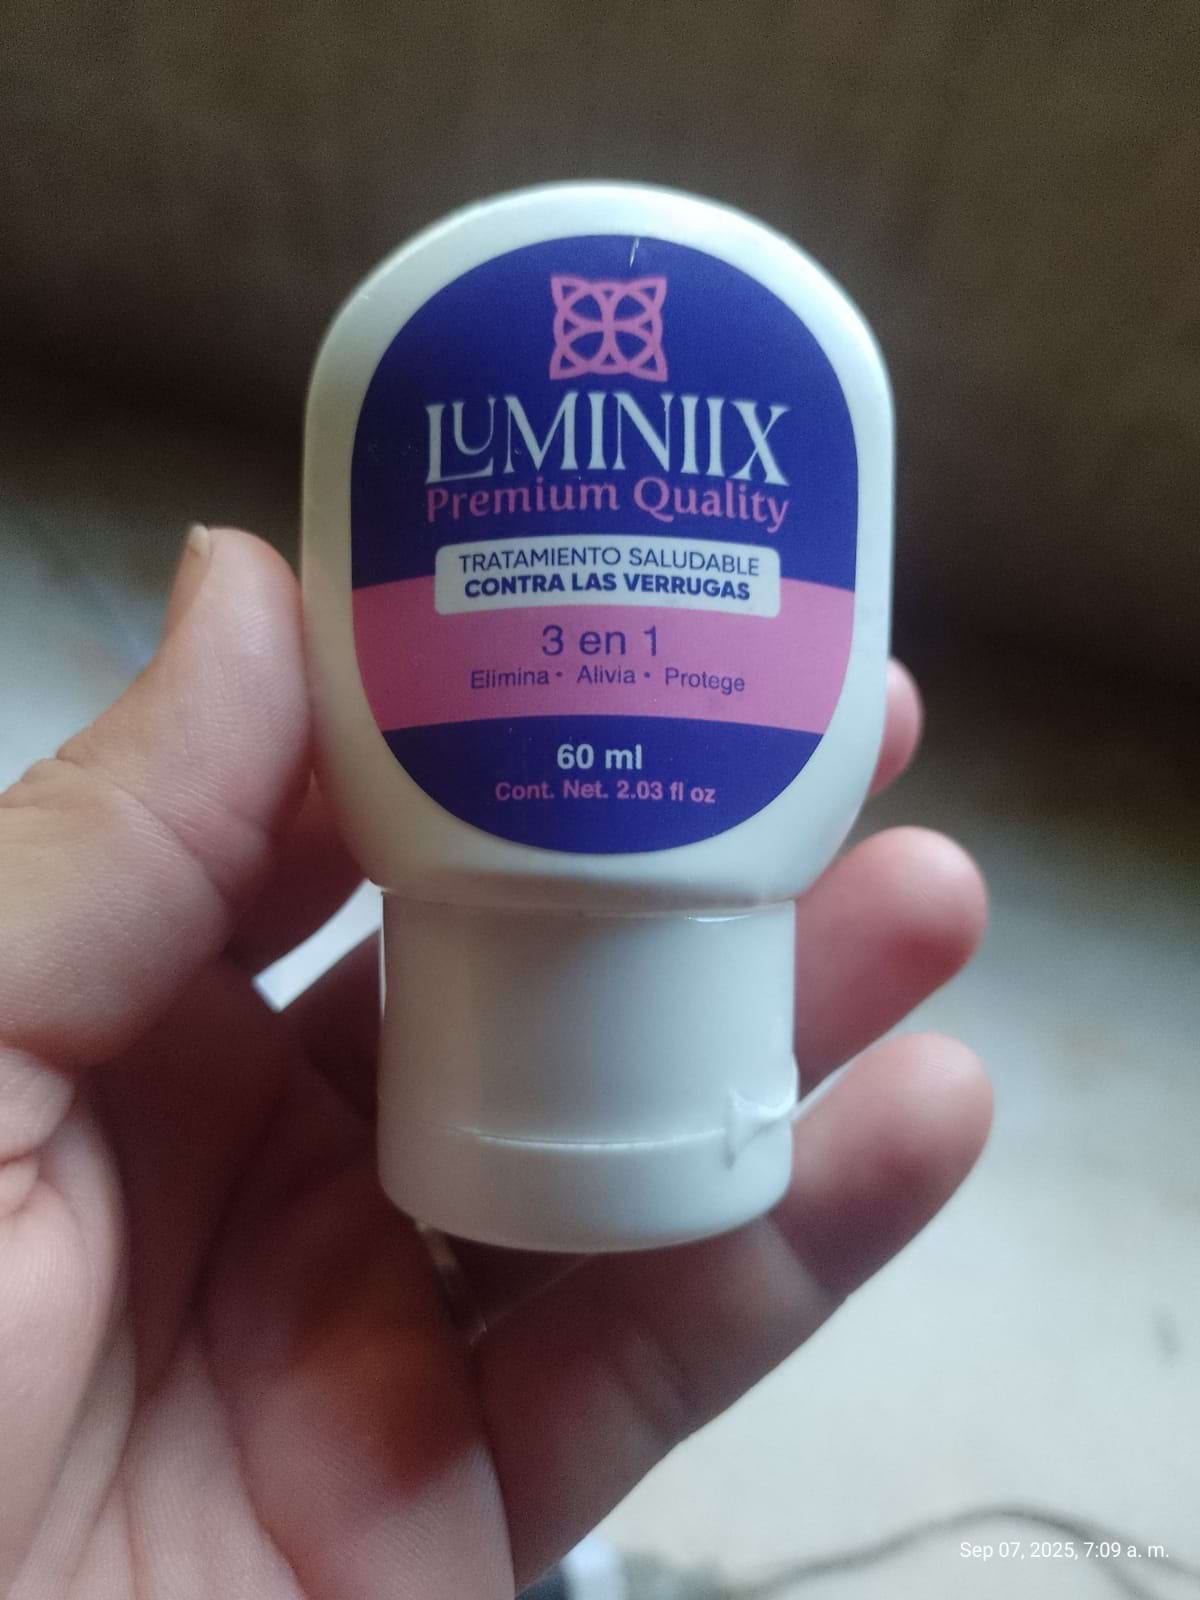 LUMINIIX
Premium Quality
TRATAMIENTO SALUDABLE
CONTRA LAS VERRUGAS
3 en 1
Elimina • Alivia • Protege
60 ml
Cont. Net. 2.03 fl oz
Sep 07, 2025, 7:09 a. m.